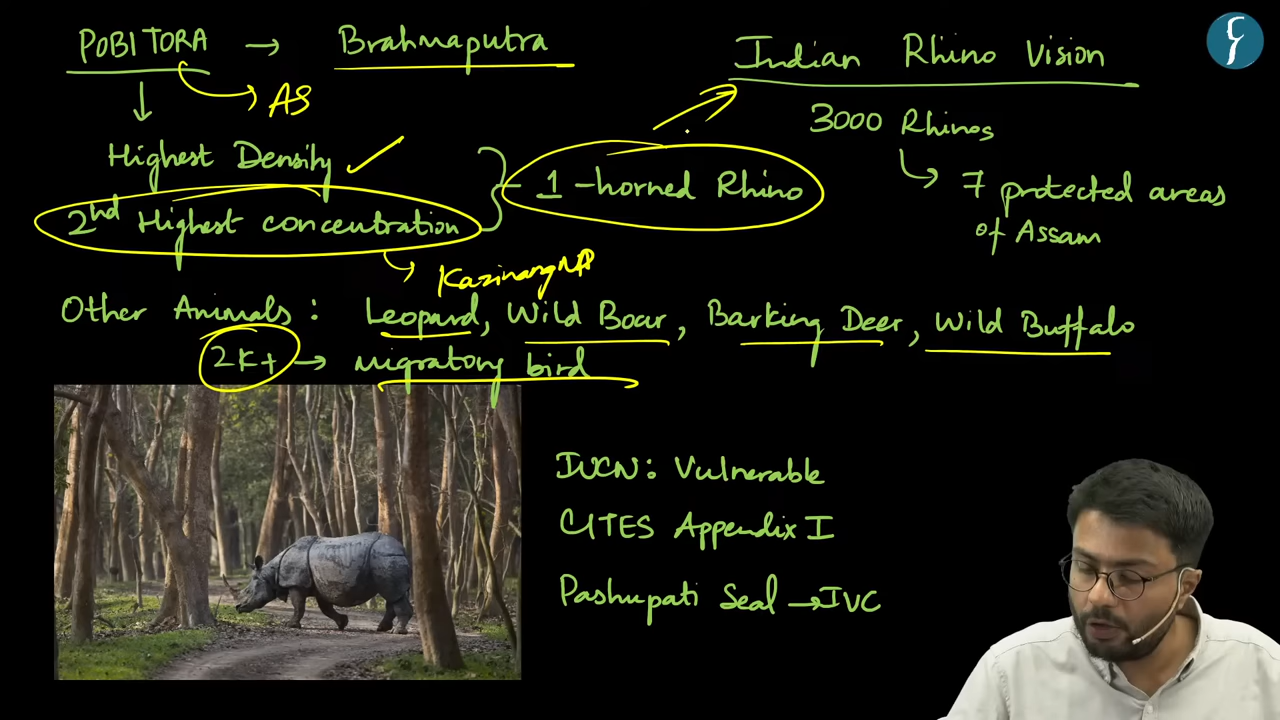 POBITORA → Brahmaputra
AS
Highest Density ✓
2nd Highest concentration
1-horned Rhino
Indian Rhino Vision
3000 Rhinos
7 protected areas
of Assam
Other Animals : Leopard, Wild Boar, Barking Deer, Wild Buffalo
2K+ → migratory bird
IUCN: Vulnerable
CITES Appendix I
Pashupati Seal → IVC